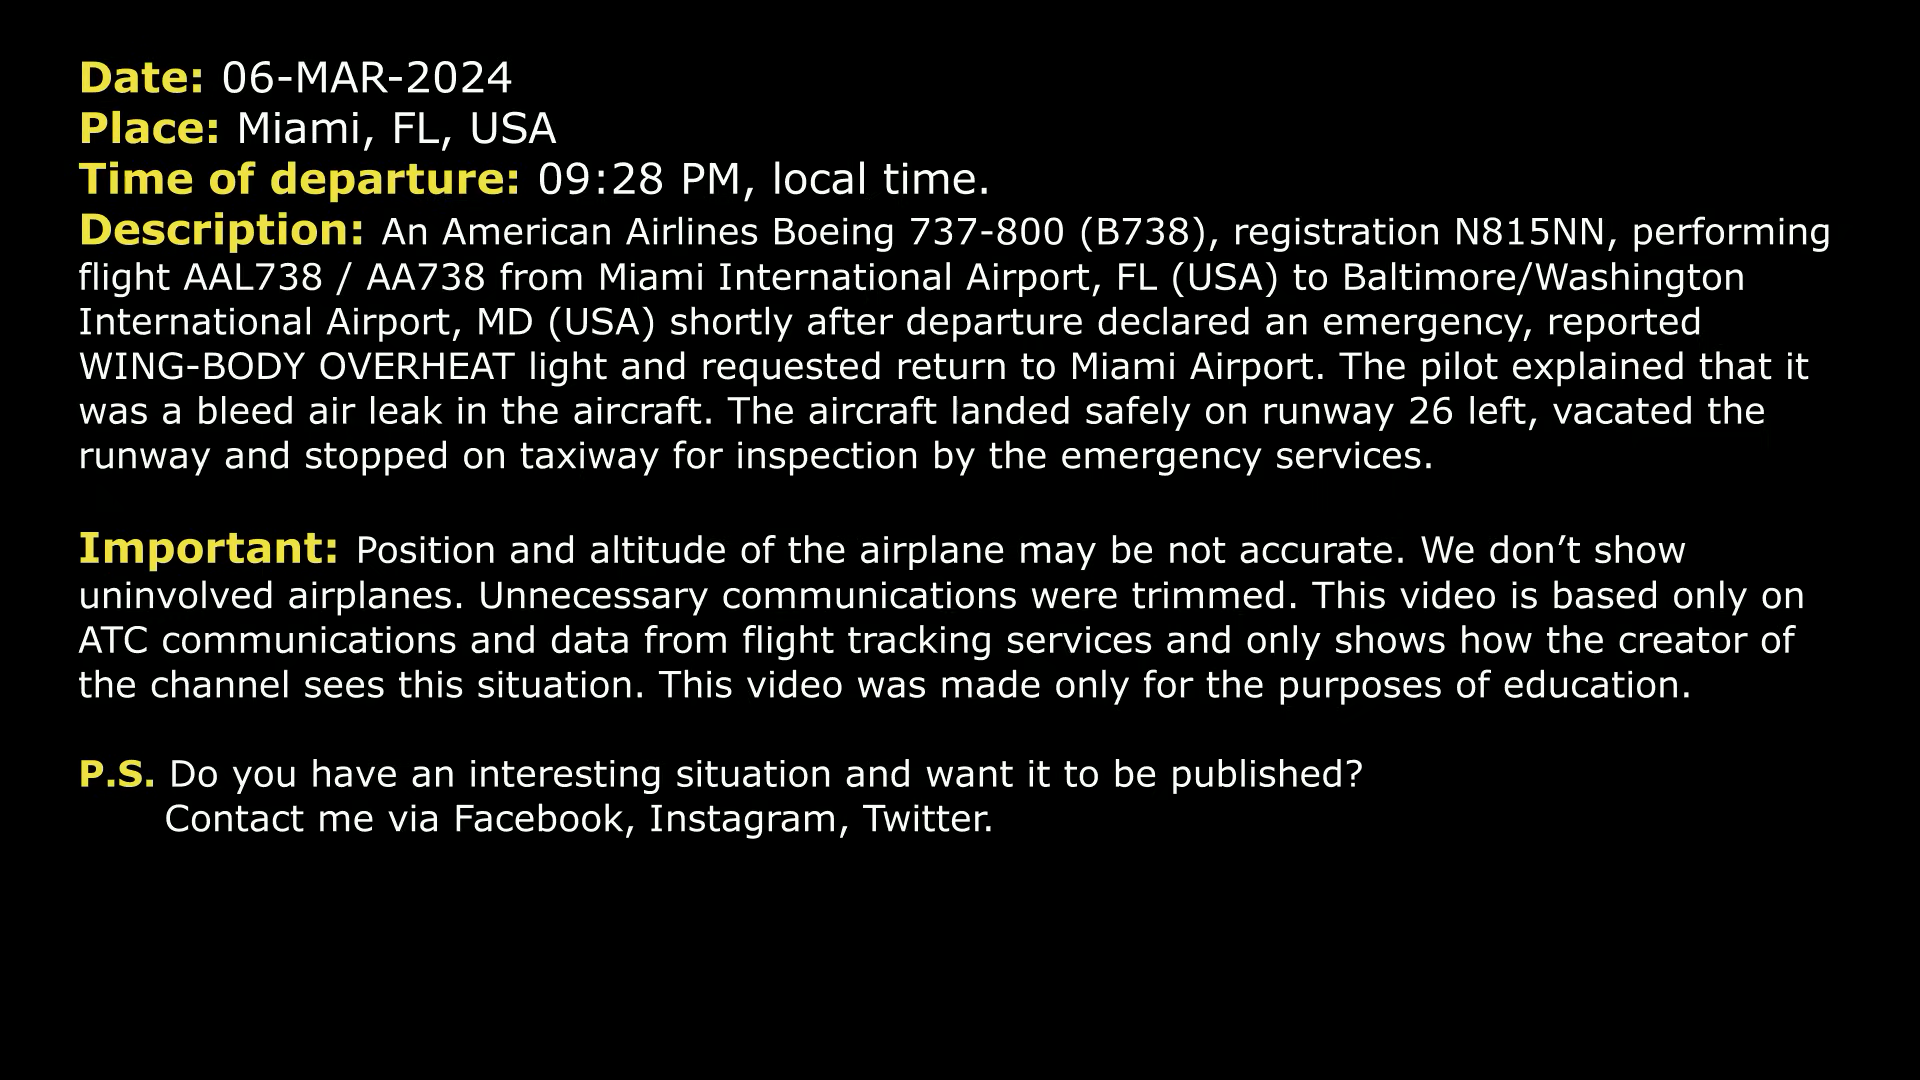 Date: 06-MAR-2024
Place: Miami, FL, USA
Time of departure: 09:28 PM, local time.
Description: An American Airlines Boeing 737-800 (B738), registration N815NN, performing
flight AAL738 / AA738 from Miami International Airport, FL (USA) to Baltimore/Washington
International Airport, MD (USA) shortly after departure declared an emergency, reported
WING-BODY OVERHEAT light and requested return to Miami Airport. The pilot explained that it
was a bleed air leak in the aircraft. The aircraft landed safely on runway 26 left, vacated the
runway and stopped on taxiway for inspection by the emergency services.
Important: Position and altitude of the airplane may be not accurate. We don’t show
uninvolved airplanes. Unnecessary communications were trimmed. This video is based only on
ATC communications and data from flight tracking services and only shows how the creator of
the channel sees this situation. This video was made only for the purposes of education.
P.S. Do you have an interesting situation and want it to be published?
Contact me via Facebook, Instagram, Twitter.